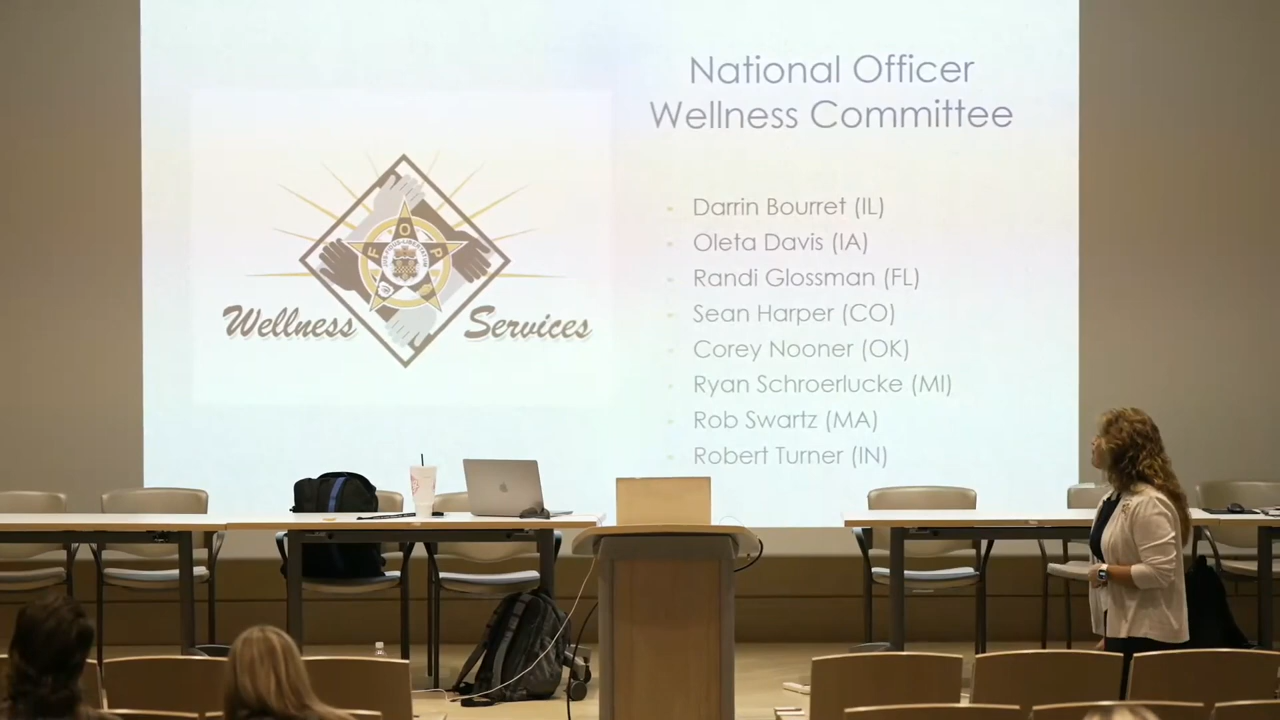 National Officer
Wellness Committee
Darrin Bourret (IL)
Oleta Davis (IA)
Randi Glossman (FL)
Sean Harper (CO)
Corey Nooner (OK)
Ryan Schroerlucke (MI)
Rob Swartz (MA)
Robert Turner (IN)
F O P
Wellness Services